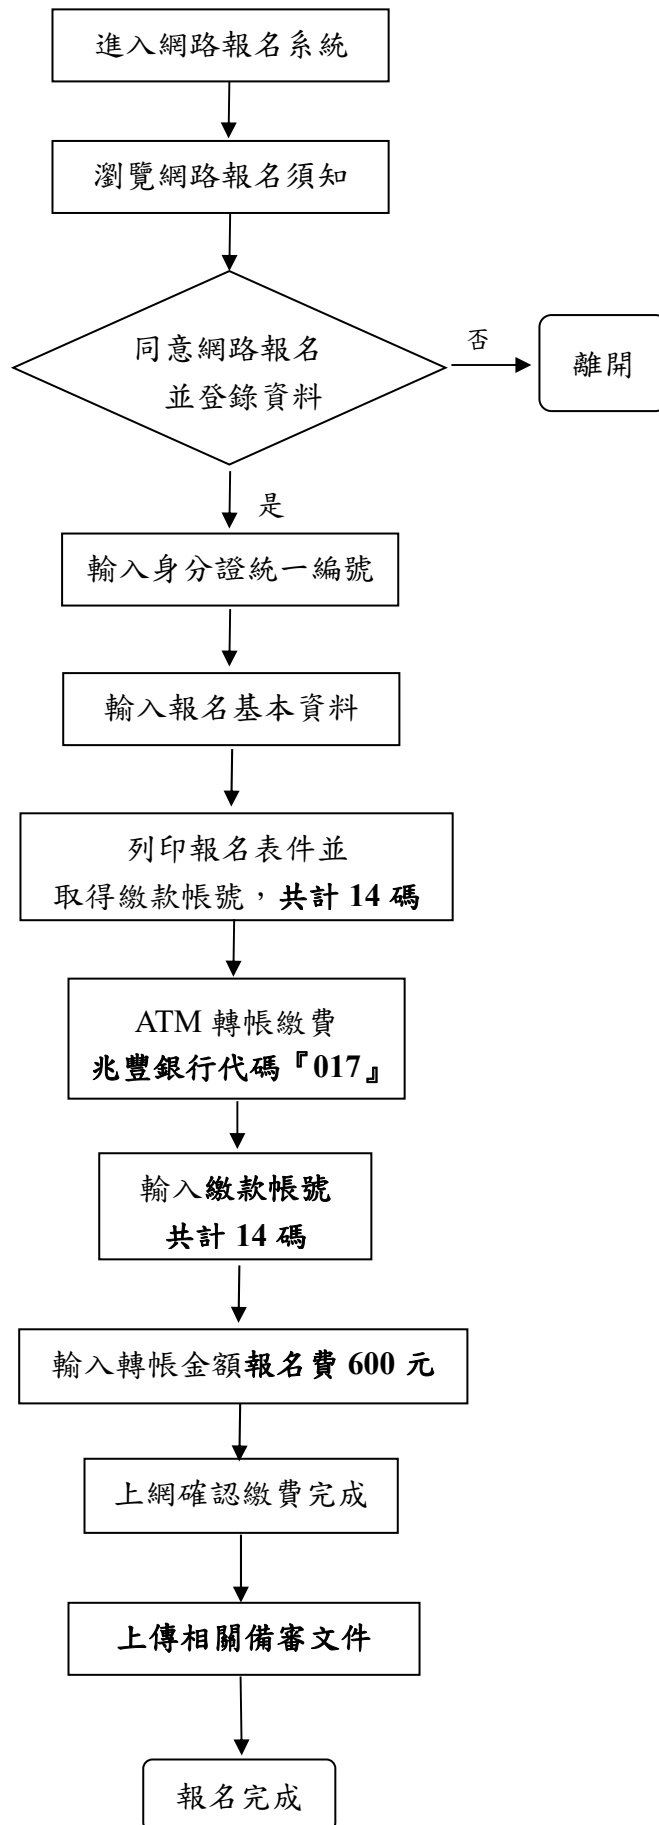 進入網路報名系統
瀏覽網路報名須知
同意網路報名
並登錄資料
否
離開
是
輸入身分證統一編號
輸入報名基本資料
列印報名表件並
取得繳款帳號，共計 14 碼
ATM 轉帳繳費
兆豐銀行代碼『017』
輸入繳款帳號
共計 14 碼
輸入轉帳金額報名費 600 元
上網確認繳費完成
上傳相關備審文件
報名完成